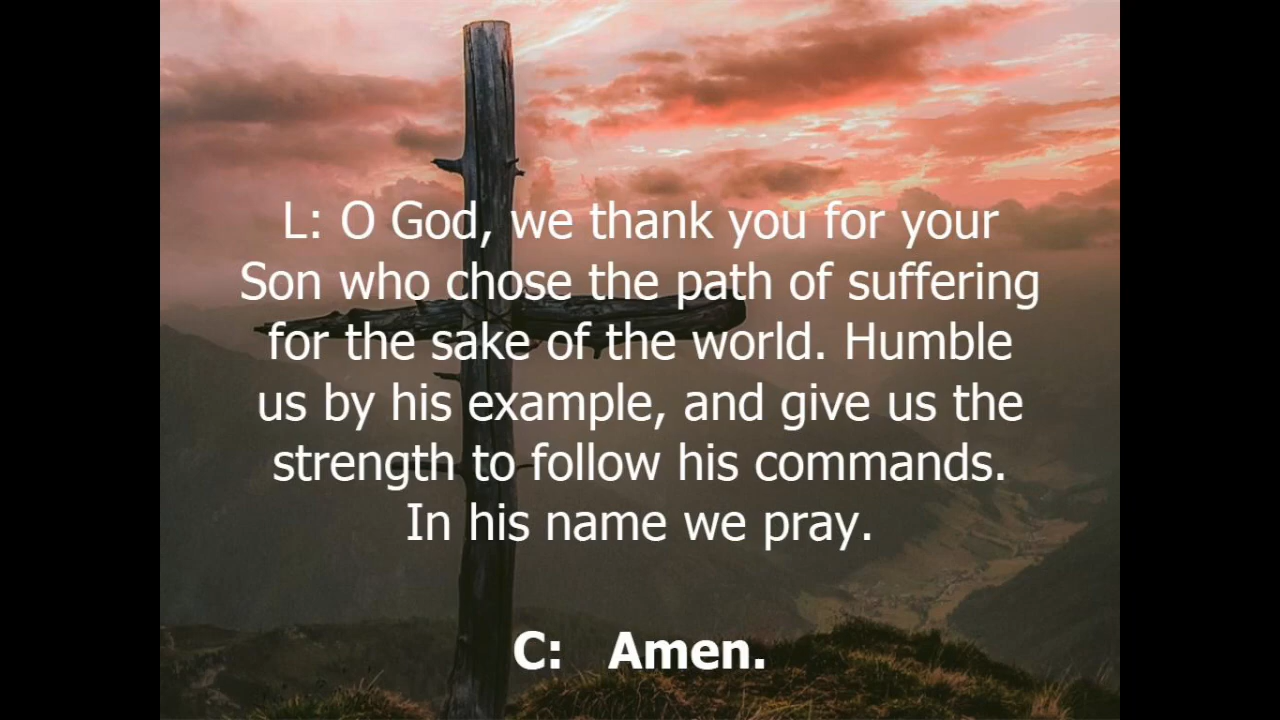 L: O God, we thank you for your
Son who chose the path of suffering
for the sake of the world. Humble
us by his example, and give us the
strength to follow his commands.
In his name we pray.
C: Amen.